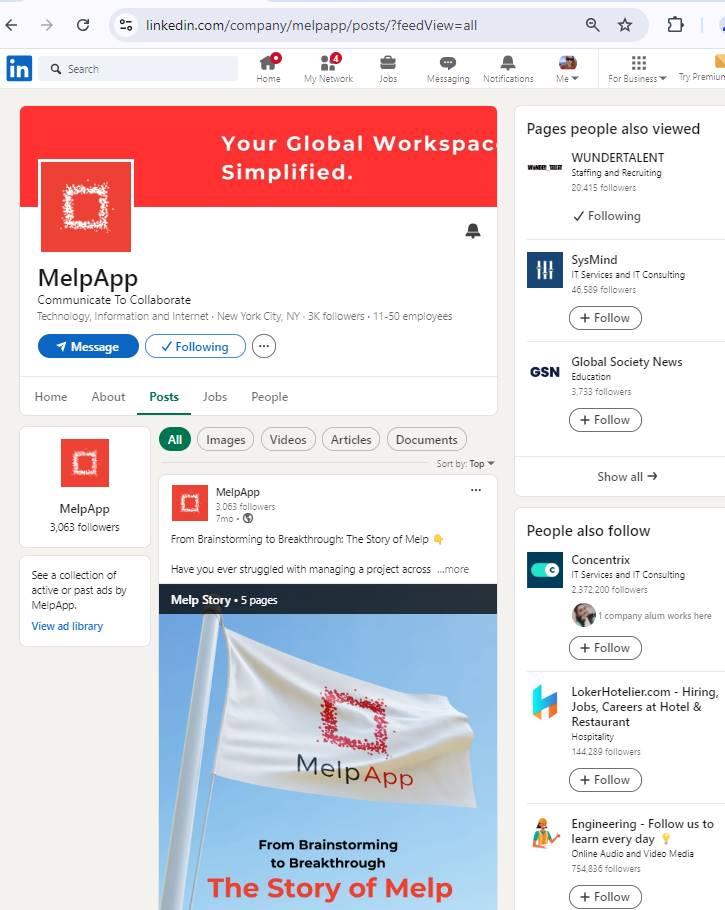 linkedin.com/company/melpapp/posts/?feedView=all
in
Search
Home
My Network
4
Jobs
Messaging
Notifications
Me
For Business
Try Premium
Your Global Workspac
Simplified.
MelpApp
Communicate To Collaborate
Technology, Information and Internet · New York City, NY · 3K followers · 11-50 employees
Message
Following
Home
About
Posts
Jobs
People
MelpApp
3,063 followers
See a collection of
active or past ads by
MelpApp.
View ad library
All
Images
Videos
Articles
Documents
Sort by: Top
MelpApp
3,063 followers
7mo •
From Brainstorming to Breakthrough: The Story of Melp 👇
Have you ever struggled with managing a project across ...more
Melp Story • 5 pages
MelpApp
From Brainstorming
to Breakthrough
The Story of Melp
Pages people also viewed
WUNDERTALENT
Staffing and Recruiting
20,415 followers
Following
SysMind
IT Services and IT Consulting
46,589 followers
+ Follow
GSN
Global Society News
Education
3,733 followers
+ Follow
Show all →
People also follow
C
Concentrix
IT Services and IT Consulting
2,372,200 followers
1 company alum works here
+ Follow
LokerHotelier.com - Hiring,
Jobs, Careers at Hotel &
Restaurant
Hospitality
144,289 followers
+ Follow
Engineering - Follow us to
learn every day 💡
Online Audio and Video Media
754,836 followers
+ Follow